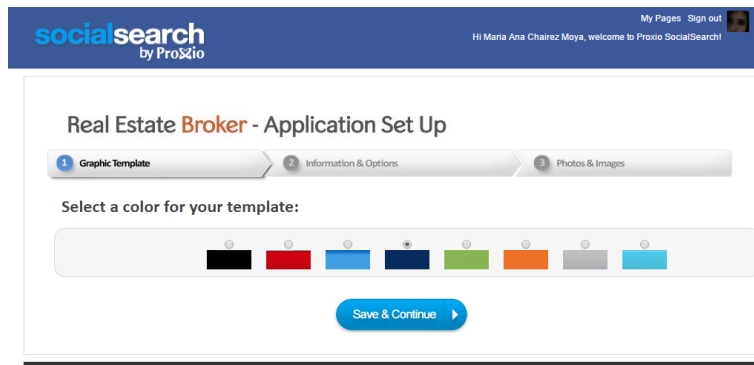 My Pages Sign out
socialsearch
by Proxio
Hi Maria Ana Chairez Moya, welcome to Proxio SocialSearch!
Real Estate Broker - Application Set Up
1 Graphic Template
2 Information & Options
3 Photos & Images
Select a color for your template:
Save & Continue